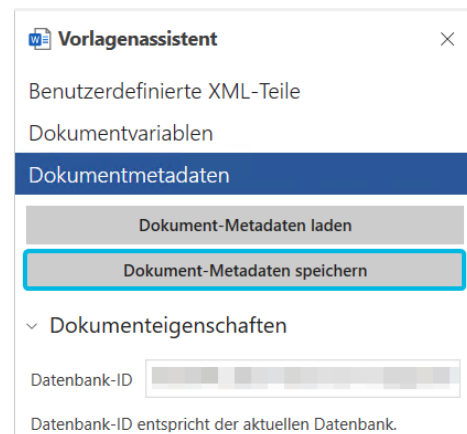 Vorlagenassistent
Benutzerdefinierte XML-Teile
Dokumentvariablen
Dokumentmetadaten
Dokument-Metadaten laden
Dokument-Metadaten speichern
Dokumenteigenschaften
Datenbank-ID
Datenbank-ID entspricht der aktuellen Datenbank.